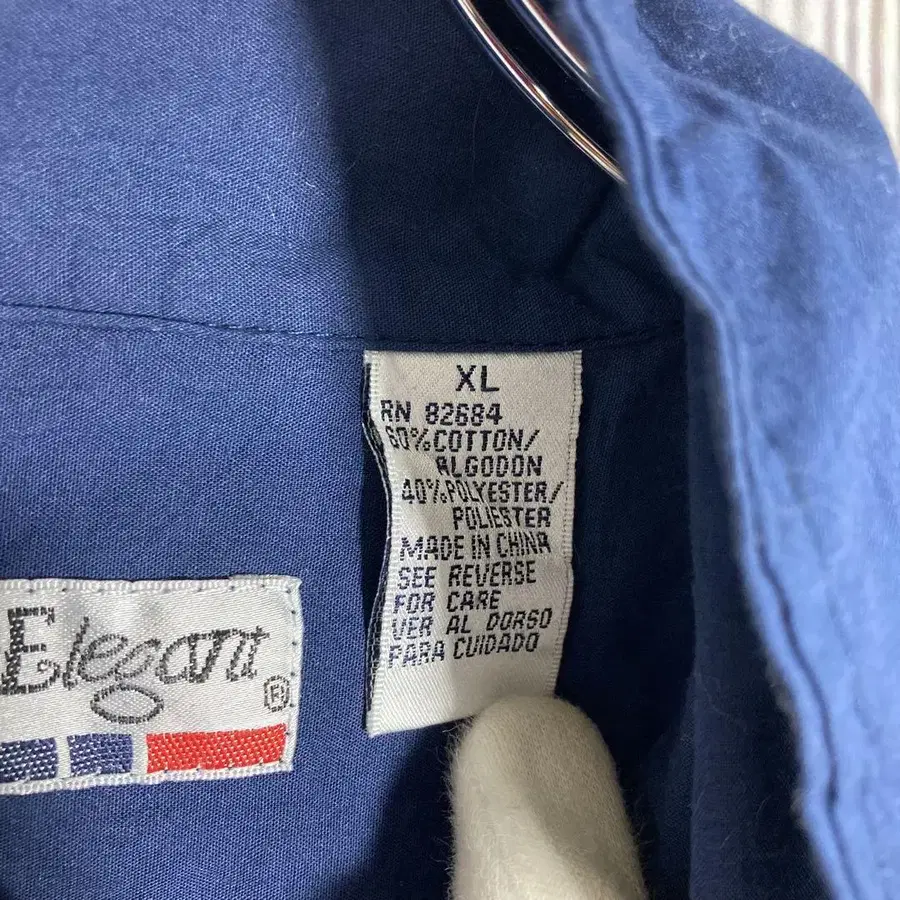 XL
RN 82684
60% COTTON/
ALGODON
40% POLYESTER/
POLIESTER
MADE IN CHINA
SEE REVERSE
FOR CARE
VER AL DORSO
PARA CUIDADO
Elegant
®